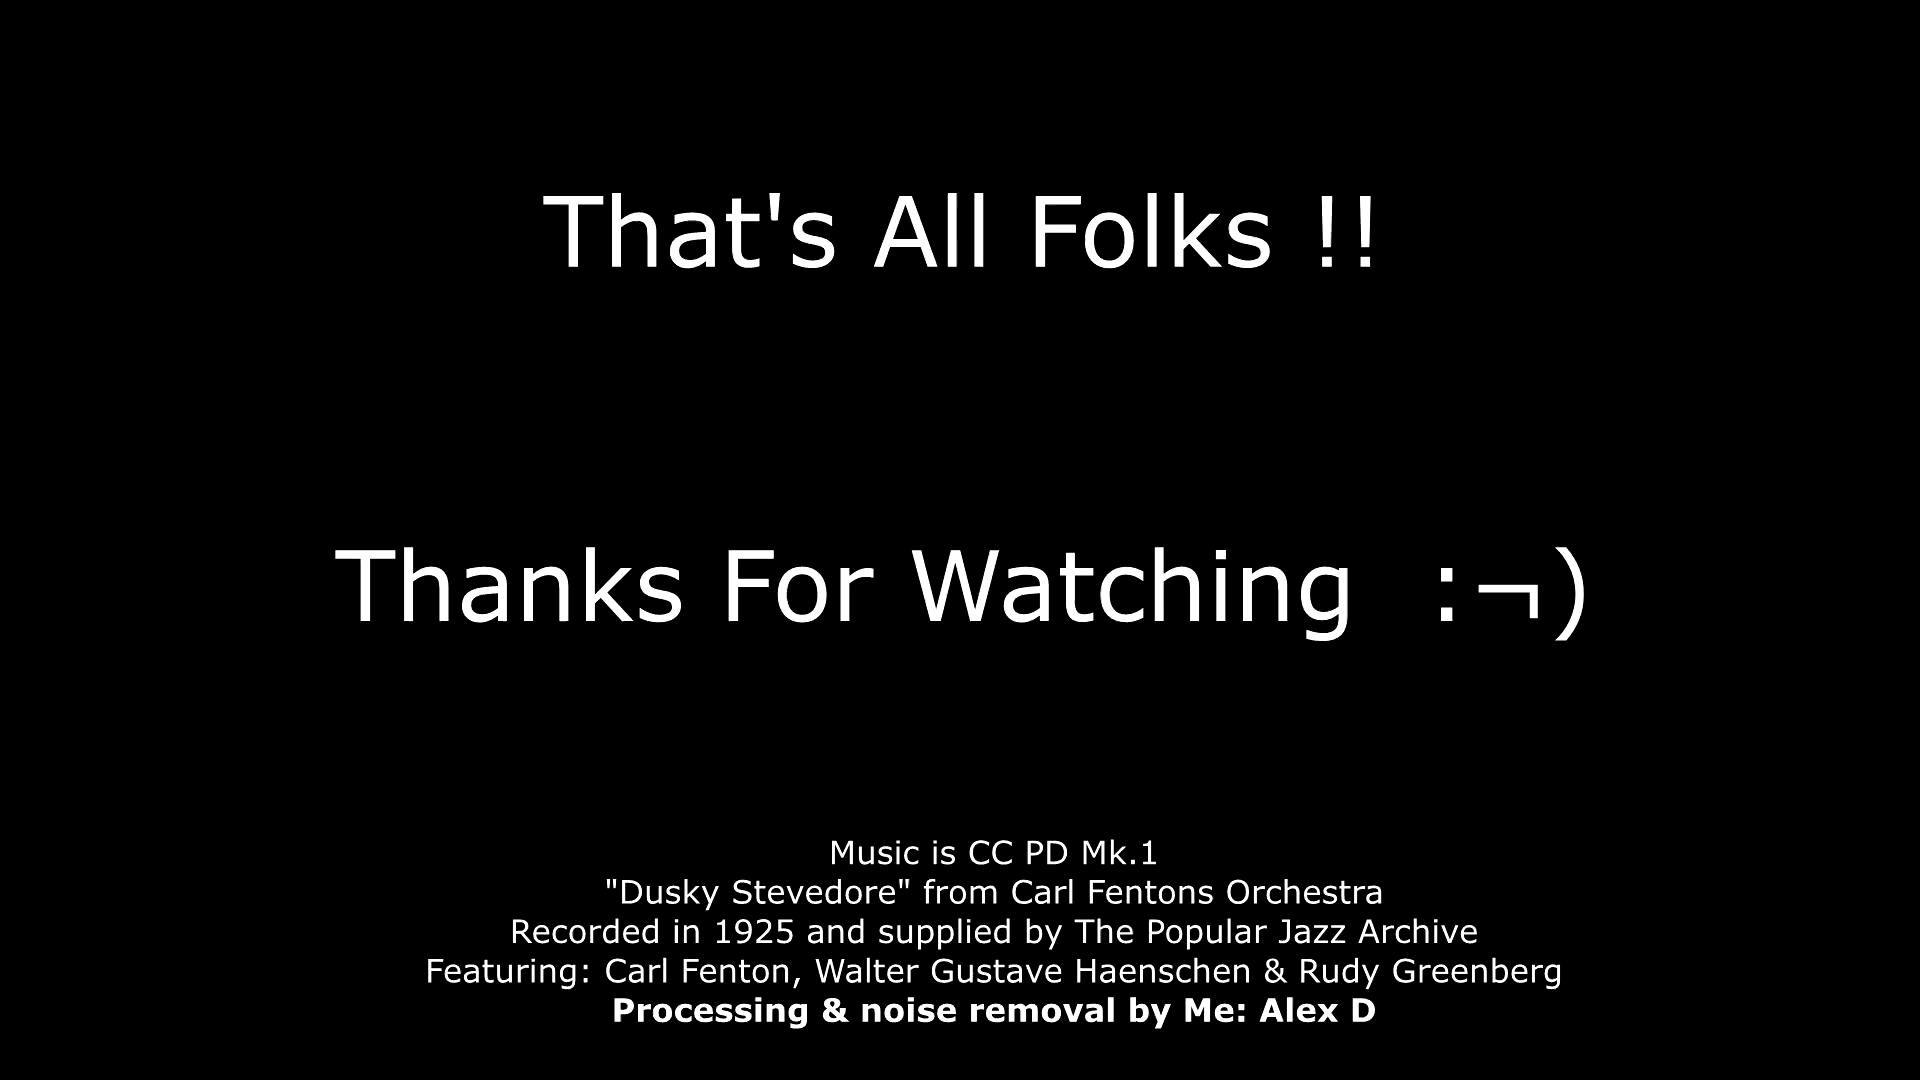 That's All Folks !!
Thanks For Watching  :¬)
Music is CC PD Mk.1
"Dusky Stevedore" from Carl Fentons Orchestra
Recorded in 1925 and supplied by The Popular Jazz Archive
Featuring: Carl Fenton, Walter Gustave Haenschen & Rudy Greenberg
Processing & noise removal by Me: Alex D